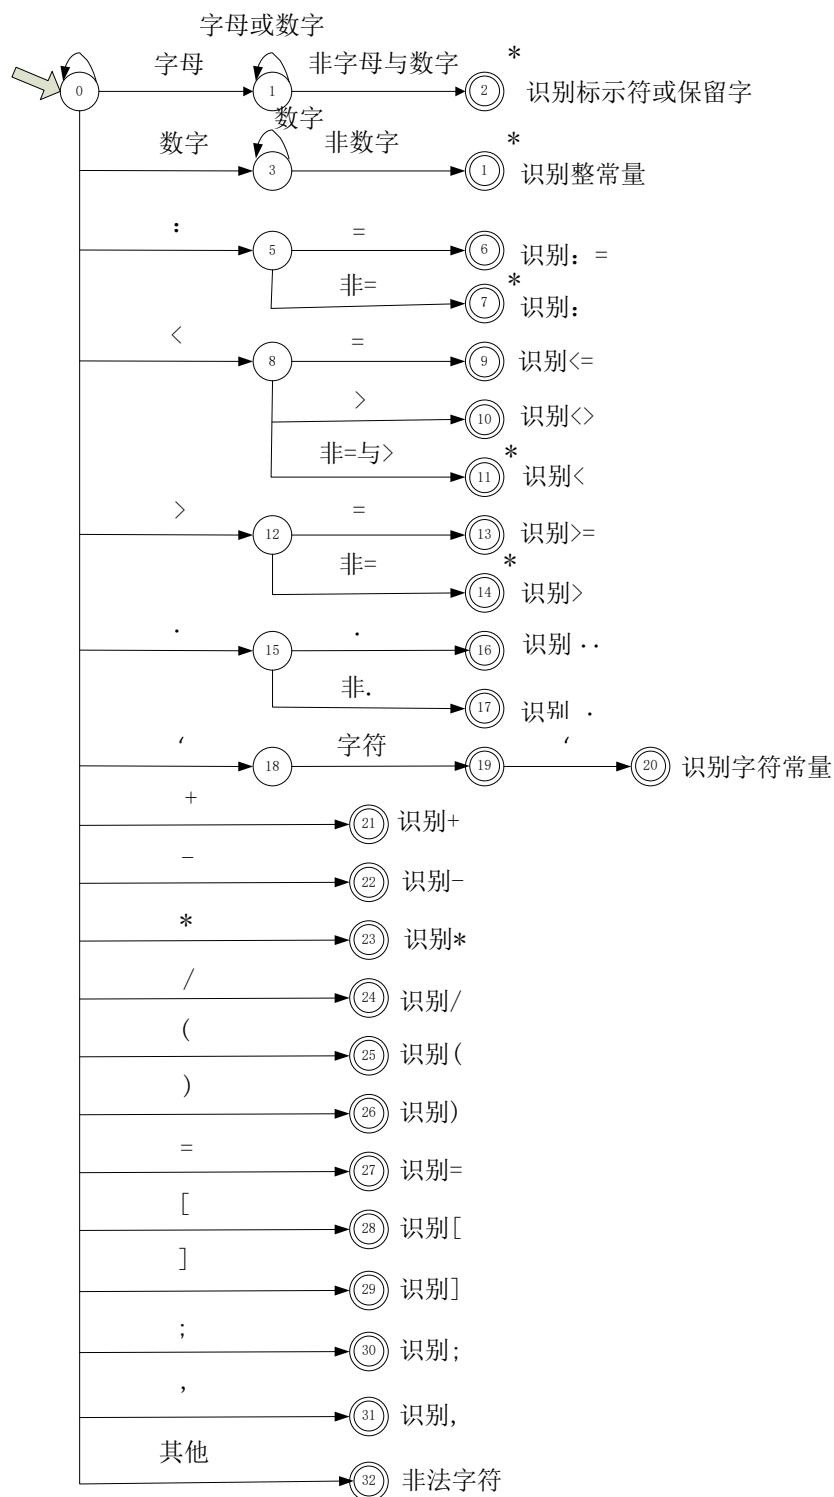 字母或数字
字母
非字母与数字
*
0
1
2
识别标示符或保留字
数字
数字
非数字
*
3
1
识别整常量
:
=
5
6
识别: =
非=
*
7
识别:
<
=
8
9
识别<=
>
10
识别<>
非=与>
*
11
识别<
>
=
12
13
识别>=
非=
*
14
识别>
.
.
15
16
识别 ..
非.
17
识别 .
‘
字符
‘
18
19
20
识别字符常量
+
21
识别+
-
22
识别-
*
23
识别*
/
24
识别/
(
25
识别(
)
26
识别)
=
27
识别=
[
28
识别[
]
29
识别]
;
30
识别;
,
31
识别,
其他
32
非法字符